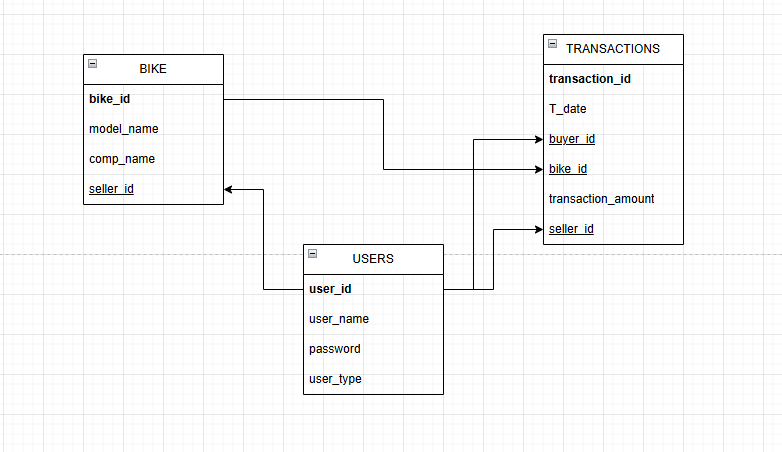 BIKE
bike_id
model_name
comp_name
seller_id
TRANSACTIONS
transaction_id
T_date
buyer_id
bike_id
transaction_amount
seller_id
USERS
user_id
user_name
password
user_type